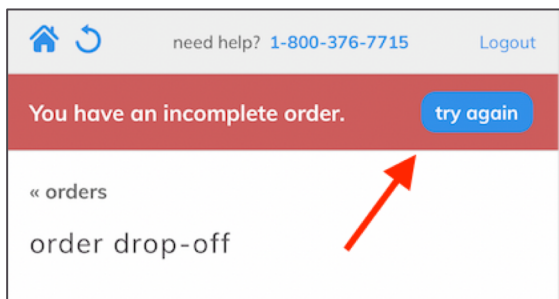 need help? 1-800-376-7715 Logout
You have an incomplete order. try again
« orders
order drop-off